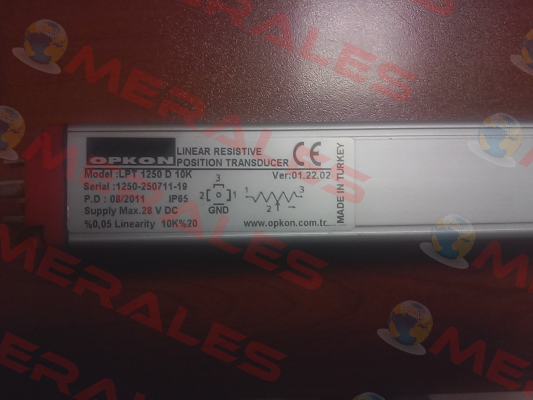 OPKON
LINEAR RESISTIVE
POSITION TRANSDUCER
CE
Model :LPT 1250 D 10K
Ver:01.22.02
Serial :1250-250711-19
P.D : 08/2011 IP65
Supply Max.28 V DC
%0,05 Linearity 10K%20
3
2 1
GND
1 3
2
www.opkon.com.tr
MADE IN TURKEY
MERALES
MERALES
MERALES
MERALES
MERALES
MERALES